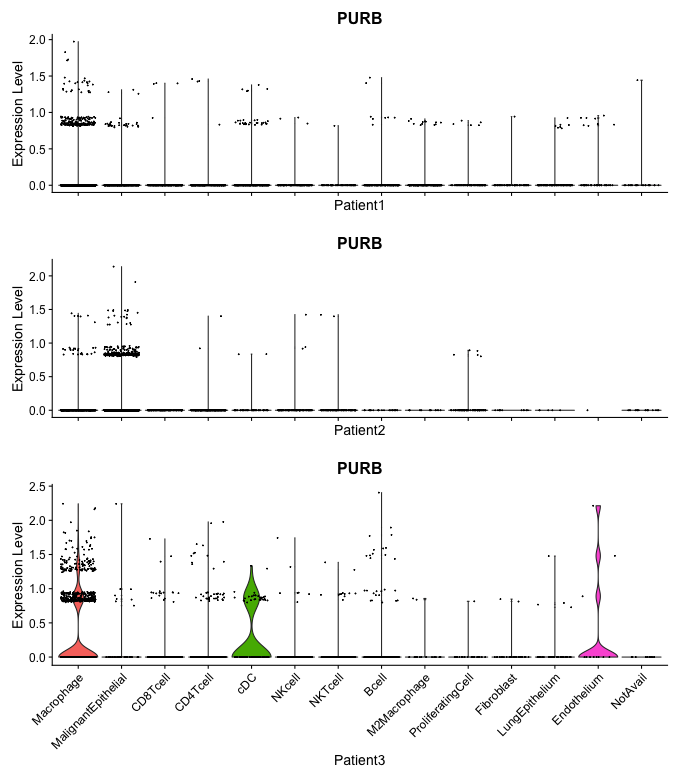 PURB
Expression Level
2.0
1.5
1.0
0.5
0.0
Patient1
PURB
Expression Level
2.0
1.5
1.0
0.5
0.0
Patient2
PURB
Expression Level
2.5
2.0
1.5
1.0
0.5
0.0
Macrophage
MalignantEpithelial
CD8Tcell
CD4Tcell
cDC
NKcell
NKTcell
Bcell
M2Macrophage
ProliferatingCell
Fibroblast
LungEpithelium
Endothelium
NotAvail
Patient3